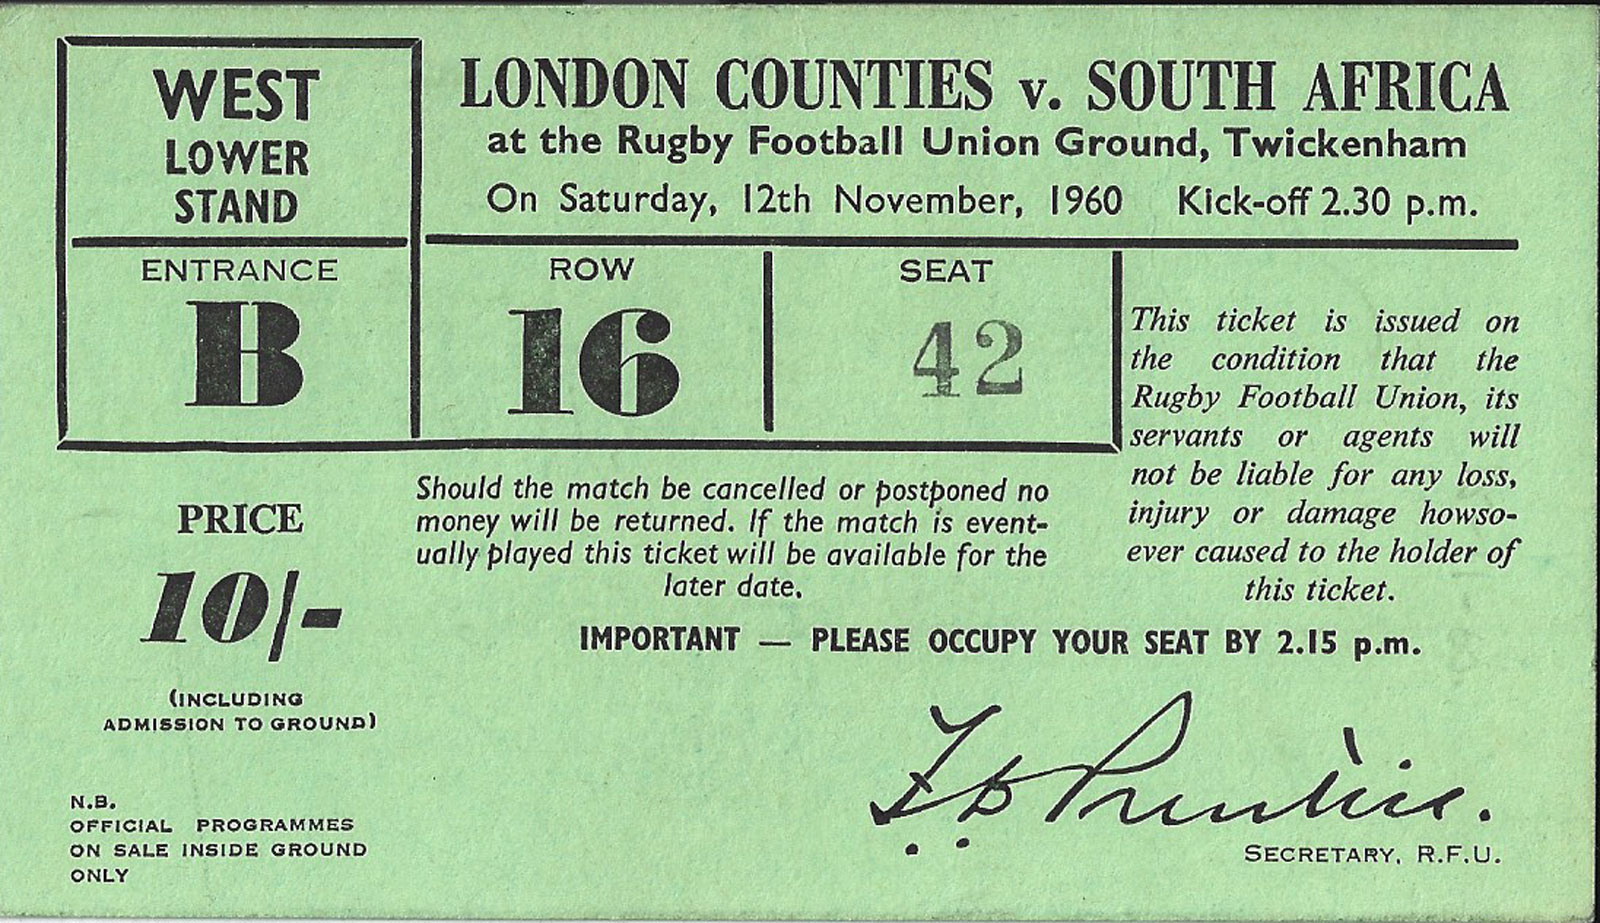 WEST
LOWER
STAND
LONDON COUNTIES v. SOUTH AFRICA
at the Rugby Football Union Ground, Twickenham
On Saturday, 12th November, 1960 Kick-off 2.30 p.m.
ENTRANCE
B
ROW
16
SEAT
42
This ticket is issued on
the condition that the
Rugby Football Union, its
servants or agents will
not be liable for any loss,
injury or damage howso-
ever caused to the holder of
this ticket.
PRICE
10/-
(INCLUDING
ADMISSION TO GROUND)
Should the match be cancelled or postponed no
money will be returned. If the match is event-
ually played this ticket will be available for the
later date.
IMPORTANT — PLEASE OCCUPY YOUR SEAT BY 2.15 p.m.
F. D. Prentice.
SECRETARY, R.F.U.
N.B.
OFFICIAL PROGRAMMES
ON SALE INSIDE GROUND
ONLY